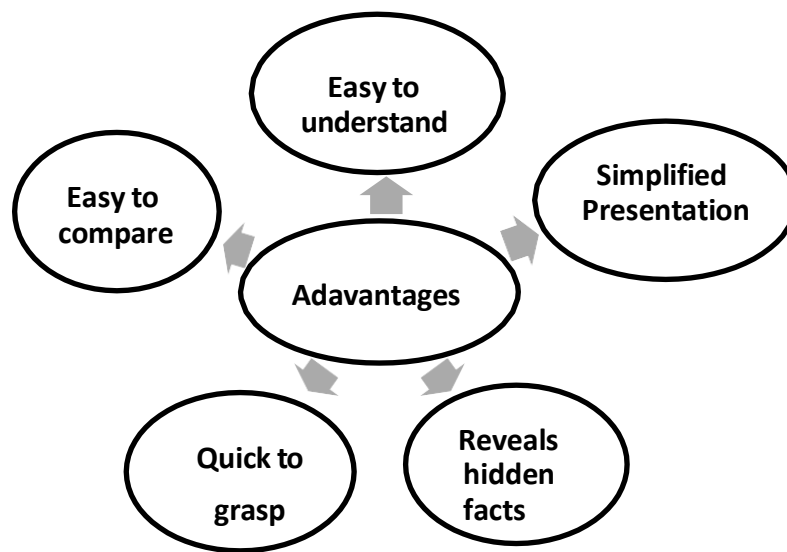 Easy to
understand
Simplified
Presentation
Easy to
compare
Adavantages
Quick to
grasp
Reveals
hidden
facts